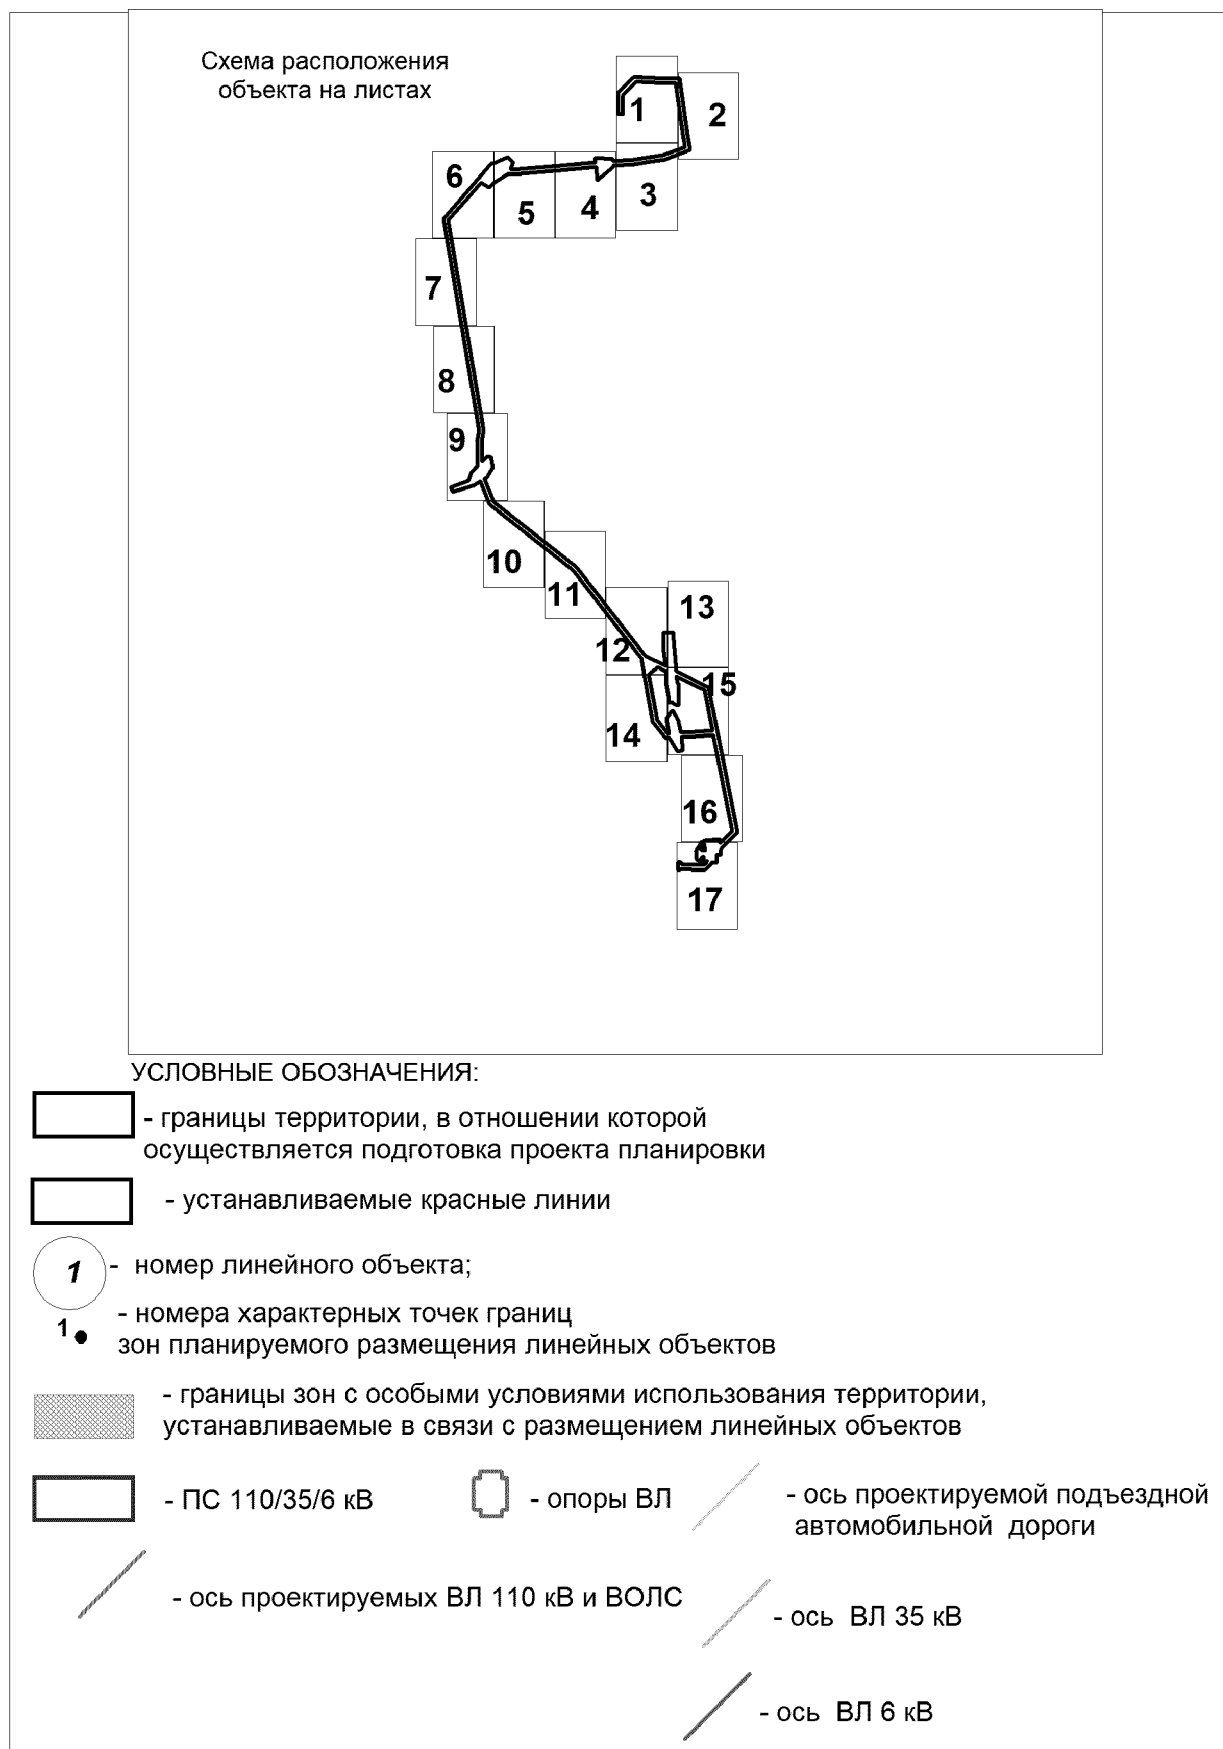 Схема расположения
объекта на листах
1
2
3
4
5
6
7
8
9
10
11
12
13
14
15
16
17
УСЛОВНЫЕ ОБОЗНАЧЕНИЯ:
- границы территории, в отношении которой
осуществляется подготовка проекта планировки
- устанавливаемые красные линии
1 - номер линейного объекта;
- номера характерных точек границ
1 зон планируемого размещения линейных объектов
- границы зон с особыми условиями использования территории,
устанавливаемые в связи с размещением линейных объектов
- ПС 110/35/6 кВ
- опоры ВЛ
- ось проектируемой подъездной
автомобильной дороги
- ось проектируемых ВЛ 110 кВ и ВОЛС
- ось ВЛ 35 кВ
- ось ВЛ 6 кВ